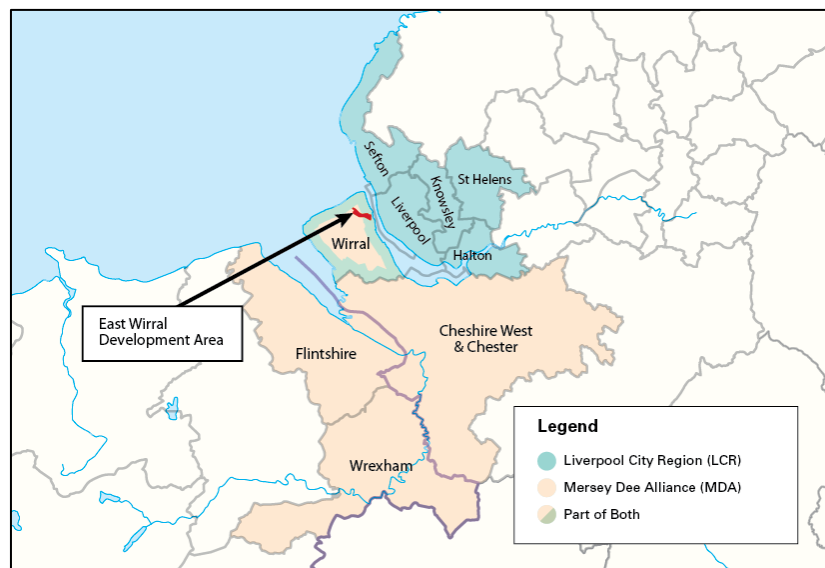 Sefton
Knowsley
St Helens
Liverpool
Wirral
Halton
East Wirral
Development Area
Cheshire West
& Chester
Flintshire
Wrexham
Legend
Liverpool City Region (LCR)
Mersey Dee Alliance (MDA)
Part of Both